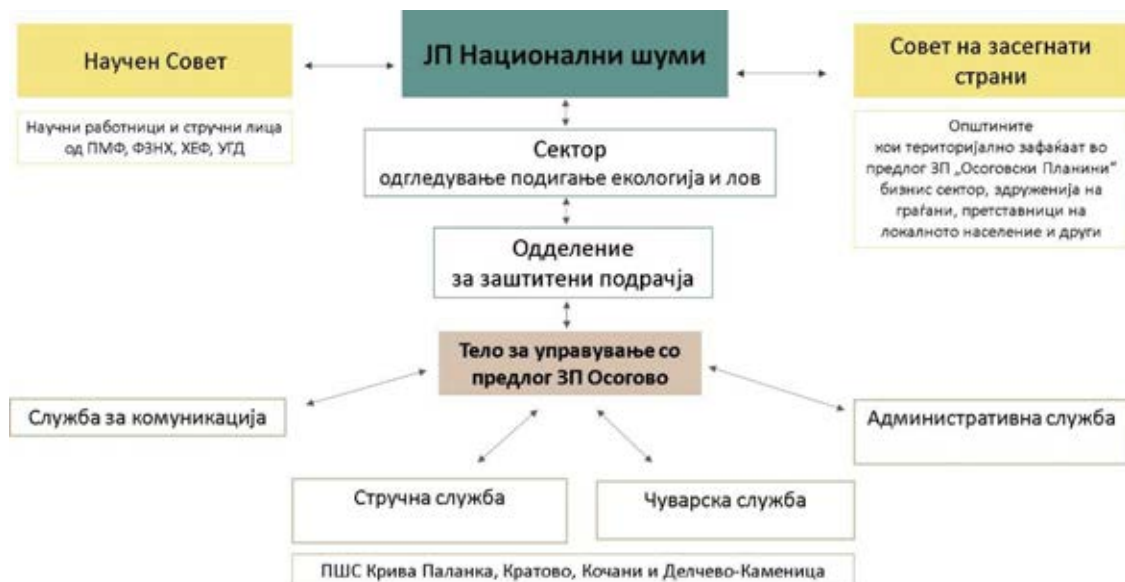 Научен Совет
Научни работници и стручни лица
од ПМФ, ФЗНХ, ХЕФ, УГД
ЈП Национални шуми
Совет на засегнати
страни
Општините
кои територијално зафаќаат во
предлог ЗП „Осоговски Планини“
бизнис сектор, здруженија на
граѓани, претставници на
локалното население и други
Сектор
одгледување подигање екологија и лов
Одделение
за заштитени подрачја
Тело за управување со
предлог ЗП Осогово
Служба за комуникација
Административна служба
Стручна служба
Чуварска служба
ПШС Крива Паланка, Кратово, Кочани и Делчево-Каменица